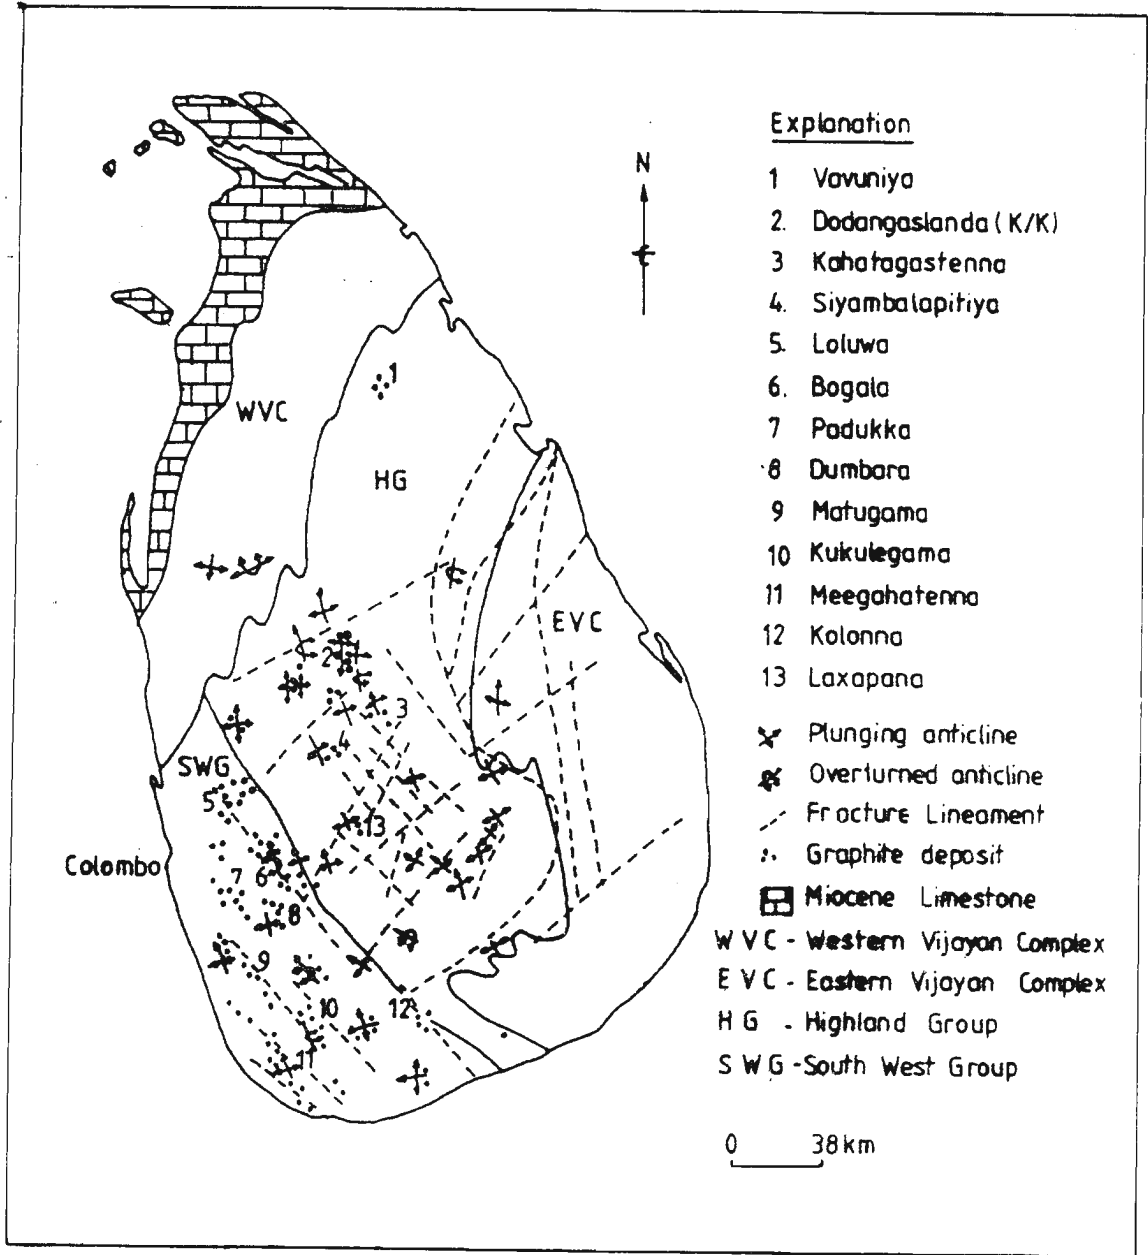 Explanation
N
1 Vavuniya
2. Dodangaslanda (K/K)
3 Kahatagastenna
4. Siyambalapitiya
5. Loluwa
6. Bogala
7 Padukka
8 Dumbara
9 Matugama
10 Kukulegama
11 Meegahatenna
12 Kolonna
13 Laxapana
Plunging anticline
Overturned anticline
Fracture Lineament
Graphite deposit
Miocene Limestone
WVC - Western Vijayan Complex
EVC - Eastern Vijayan Complex
HG - Highland Group
SWG - South West Group
0 38 km
1
WVC
HG
EVC
2
3
4
SWG
5
13
Colombo
7 6
8
9
10 12
11